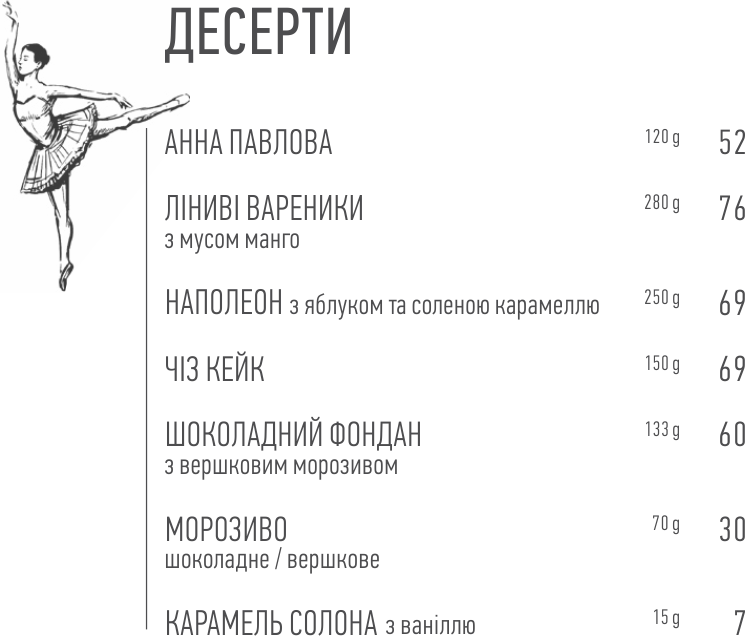 ДЕСЕРТИ
АННА ПАВЛОВА 120 g 52
ЛІНИВІ ВАРЕНИКИ 280 g 76
з мусом манго
НАПОЛЕОН з яблуком та соленою карамеллю 250 g 69
ЧІЗ КЕЙК 150 g 69
ШОКОЛАДНИЙ ФОНДАН 133 g 60
з вершковим морозивом
МОРОЗИВО 70 g 30
шоколадне / вершкове
КАРАМЕЛЬ СОЛОНА з ваніллю 15 g 7